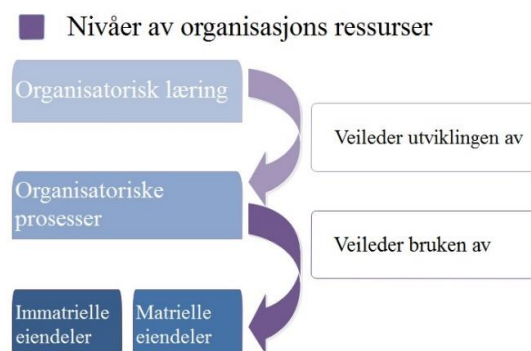 Nivåer av organisasjons ressurser
Organisatorisk læring
Veileder utviklingen av
Organisatoriske
prosesser
Veileder bruken av
Immatrielle
eiendeler
Matrielle
eiendeler